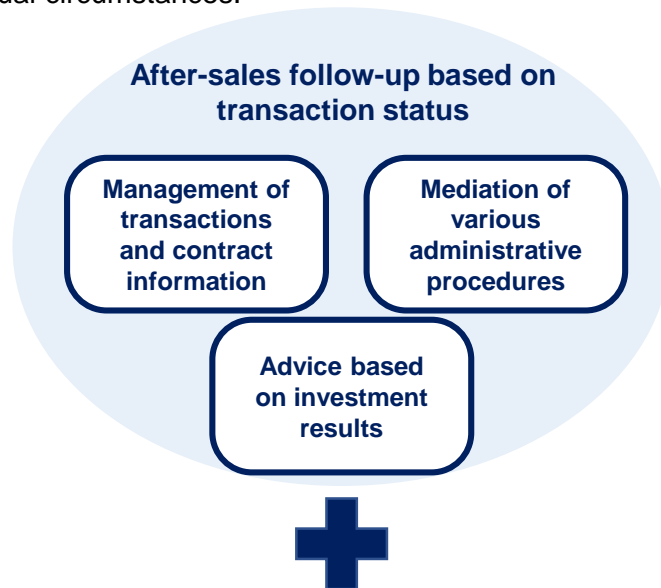 After-sales follow-up based on
transaction status
Management of
transactions
and contract
information
Mediation of
various
administrative
procedures
Advice based
on investment
results